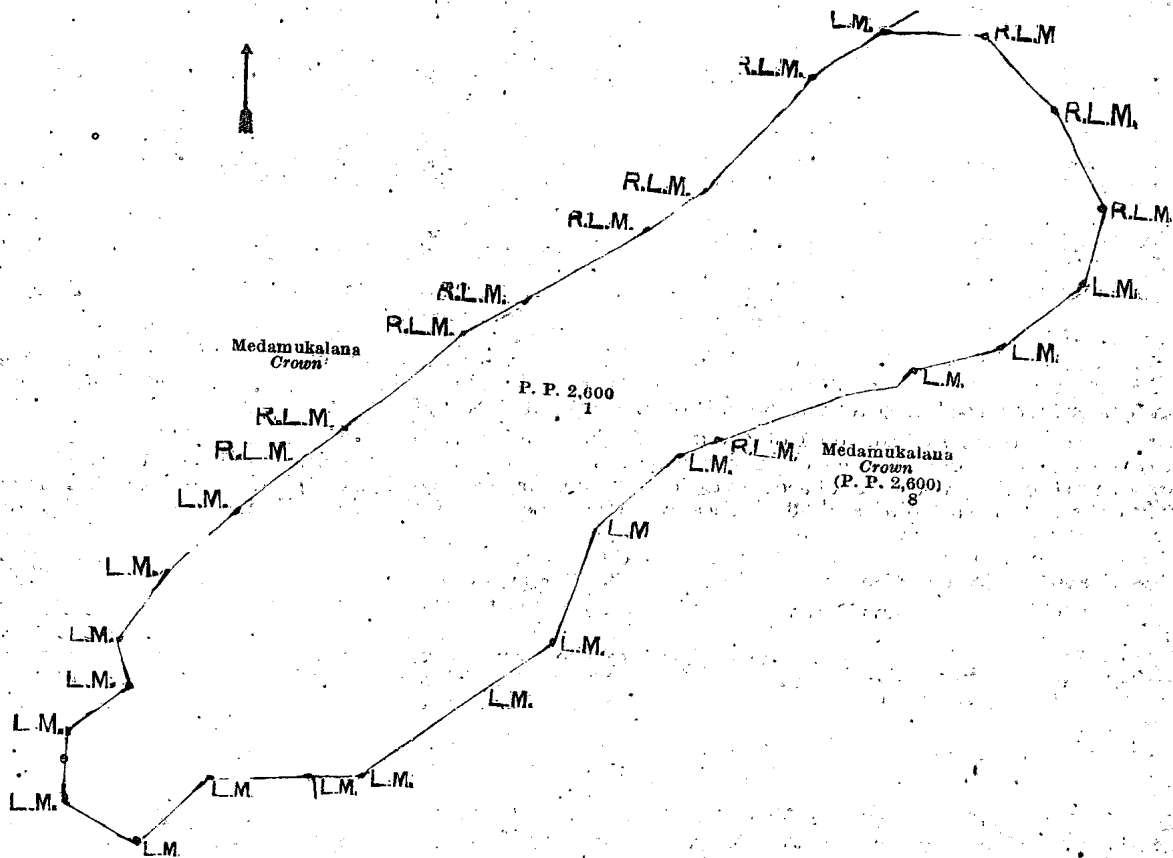 L.M.
R.L.M
R.L.M.
R.L.M.
R.L.M.
R.L.M.
R.L.M.
R.L.M.
L.M.
R.L.M.
R.L.M.
Medamukalana
Crown
L.M.
L.M.
P. P. 2,600
1
R.L.M.
R.L.M.
R.L.M.
L.M.
Medamukalana
Crown
(P. P. 2,600)
8
L.M.
L.M
L.M.
L.M.
L.M.
L.M.
L.M.
L.M.
L.M.
L.M.
L.M.
L.M.
L.M